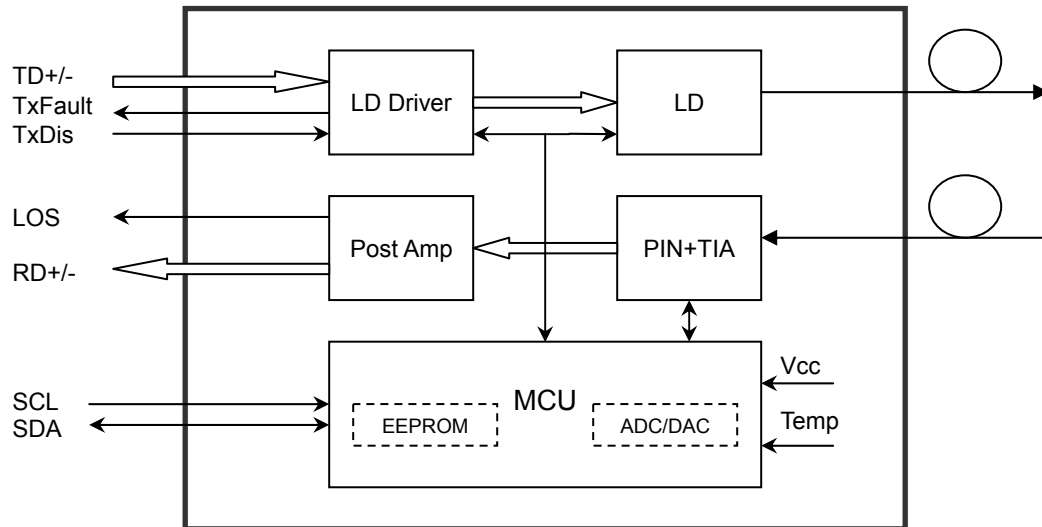 TD+/-
TxFault
TxDis
LD Driver
LD
LOS
RD+/-
Post Amp
PIN+TIA
SCL
SDA
MCU
EEPROM
ADC/DAC
Vcc
Temp